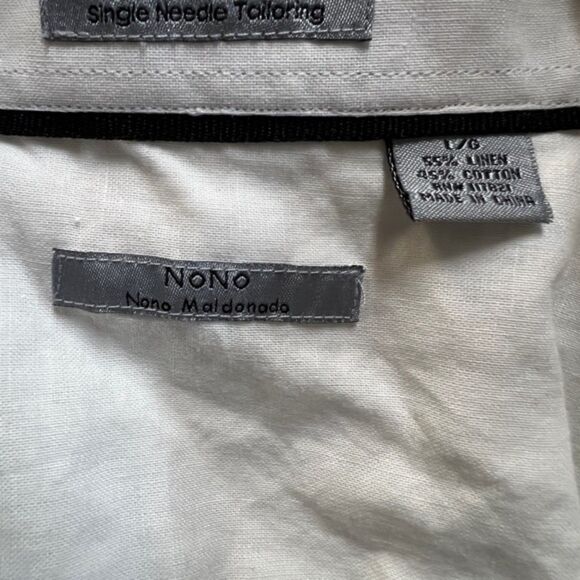 Single Needle Tailoring
L/G
55% LINEN
45% COTTON
RN# 117821
MADE IN CHINA
NoNo
Nono Maldonado